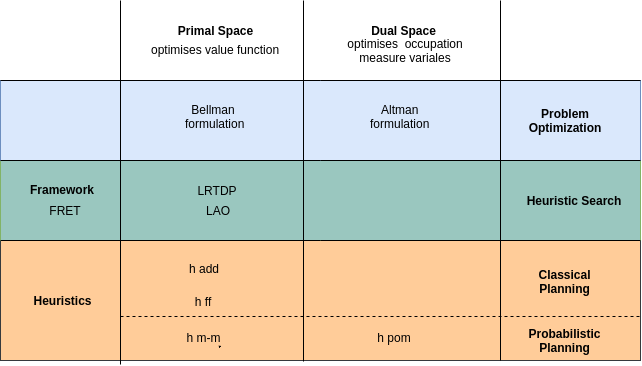 Primal Space
optimises value function
Dual Space
optimises occupation
measure variales
Bellman
formulation
Altman
formulation
Problem
Optimization
Framework
FRET
LRTDP
LAO
Heuristic Search
Heuristics
h add
h ff
Classical
Planning
h m-m
h pom
Probabilistic
Planning